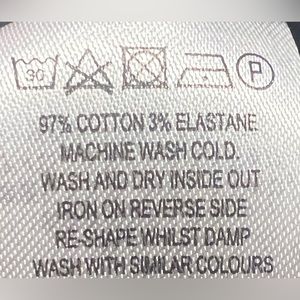 30 P
97% COTTON 3% ELASTANE
MACHINE WASH COLD.
WASH AND DRY INSIDE OUT
IRON ON REVERSE SIDE
RE-SHAPE WHILST DAMP
WASH WITH SIMILAR COLOURS